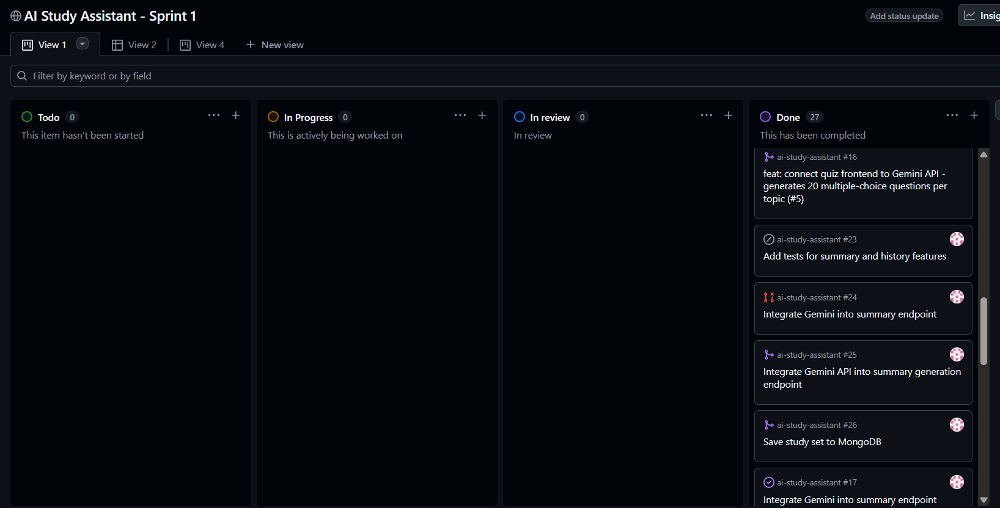 AI Study Assistant - Sprint 1
Add status update
View 1
View 2
View 4
New view
Filter by keyword or by field
Todo 0
This item hasn't been started
In Progress 0
This is actively being worked on
In review 0
In review
Done 27
This has been completed
ai-study-assistant #16
feat: connect quiz frontend to Gemini API -
generates 20 multiple-choice questions per
topic (#5)
ai-study-assistant #23
Add tests for summary and history features
ai-study-assistant #24
Integrate Gemini into summary endpoint
ai-study-assistant #25
Integrate Gemini API into summary generation
endpoint
ai-study-assistant #26
Save study set to MongoDB
ai-study-assistant #17
Integrate Gemini into summary endpoint